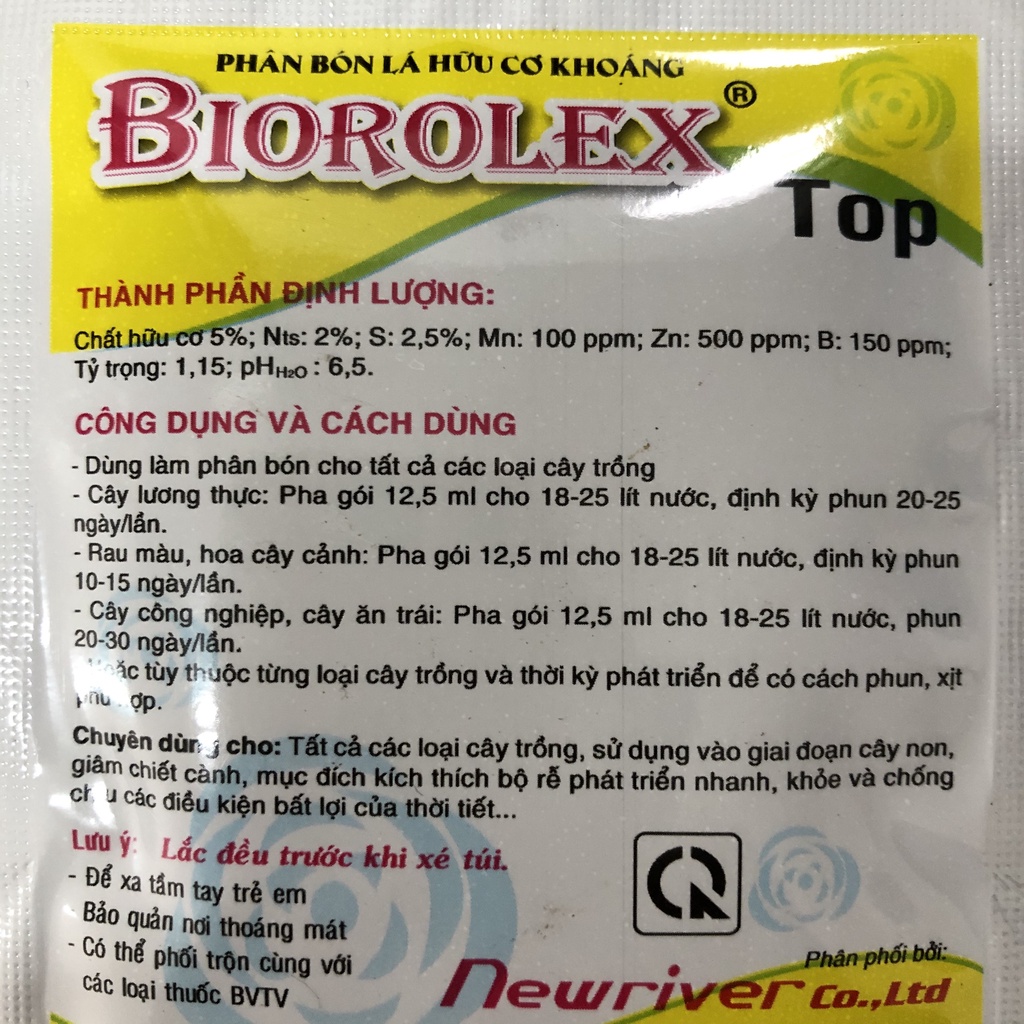 PHÂN BÓN LÁ HỮU CƠ KHOÁNG
BIOROLEX®
Top
THÀNH PHẦN ĐỊNH LƯỢNG:
Chất hữu cơ 5%; Nts: 2%; S: 2,5%; Mn: 100 ppm; Zn: 500 ppm; B: 150 ppm;
Tỷ trọng: 1,15; pHH₂O : 6,5.
CÔNG DỤNG VÀ CÁCH DÙNG
- Dùng làm phân bón cho tất cả các loại cây trồng
- Cây lương thực: Pha gói 12,5 ml cho 18-25 lít nước, định kỳ phun 20-25
ngày/lần.
- Rau màu, hoa cây cảnh: Pha gói 12,5 ml cho 18-25 lít nước, định kỳ phun
10-15 ngày/lần.
- Cây công nghiệp, cây ăn trái: Pha gói 12,5 ml cho 18-25 lít nước, phun
20-30 ngày/lần.
tùy thuộc từng loại cây trồng và thời kỳ phát triển để có cách phun, xịt
Chuyên dùng cho: Tất cả các loại cây trồng, sử dụng vào giai đoạn cây non,
giâm chiết cành, mục đích kích thích bộ rễ phát triển nhanh, khỏe và chống
các điều kiện bất lợi của thời tiết...
Lưu ý: Lắc đều trước khi xé túi.
- Để xa tầm tay trẻ em
- Bảo quản nơi thoáng mát
- Có thể phối trộn cùng với
các loại thuốc BVTV
Phân phối bởi:
Newriver Co.,Ltd